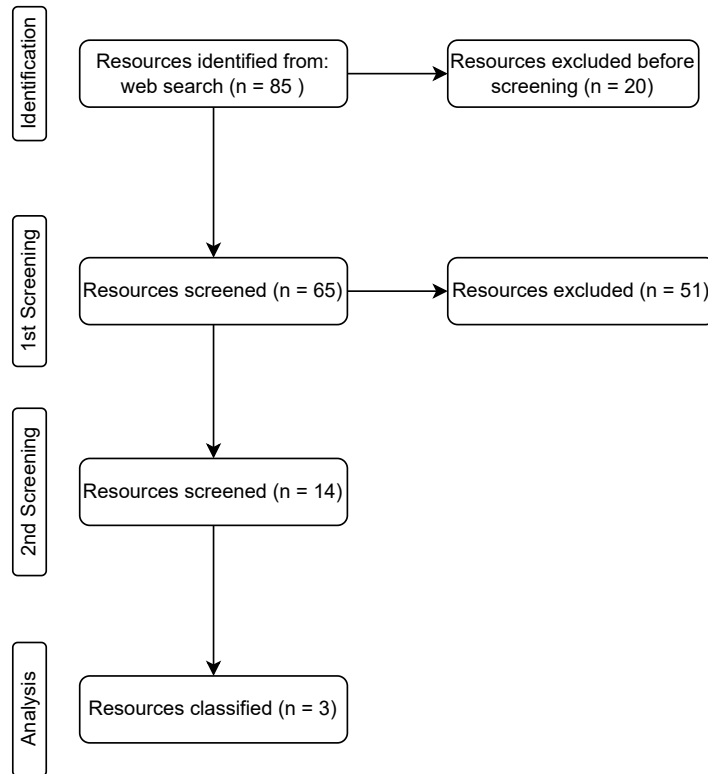 Identification
Resources identified from:
web search (n = 85 )
Resources excluded before
screening (n = 20)
1st Screening
Resources screened (n = 65)
Resources excluded (n = 51)
2nd Screening
Resources screened (n = 14)
Analysis
Resources classified (n = 3)